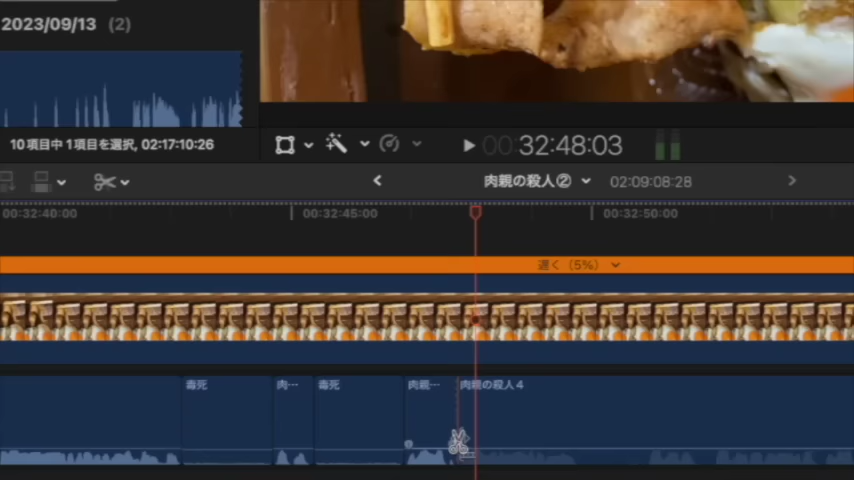 2023/09/13 (2)
10項目中1項目を選択, 02:17:10:26
00:32:48:03
肉親の殺人② 02:09:08:28
00:32:40:00 00:32:45:00 00:32:50:00
遅く (5%)
毒死 肉… 毒死 肉親… 肉親の殺人4